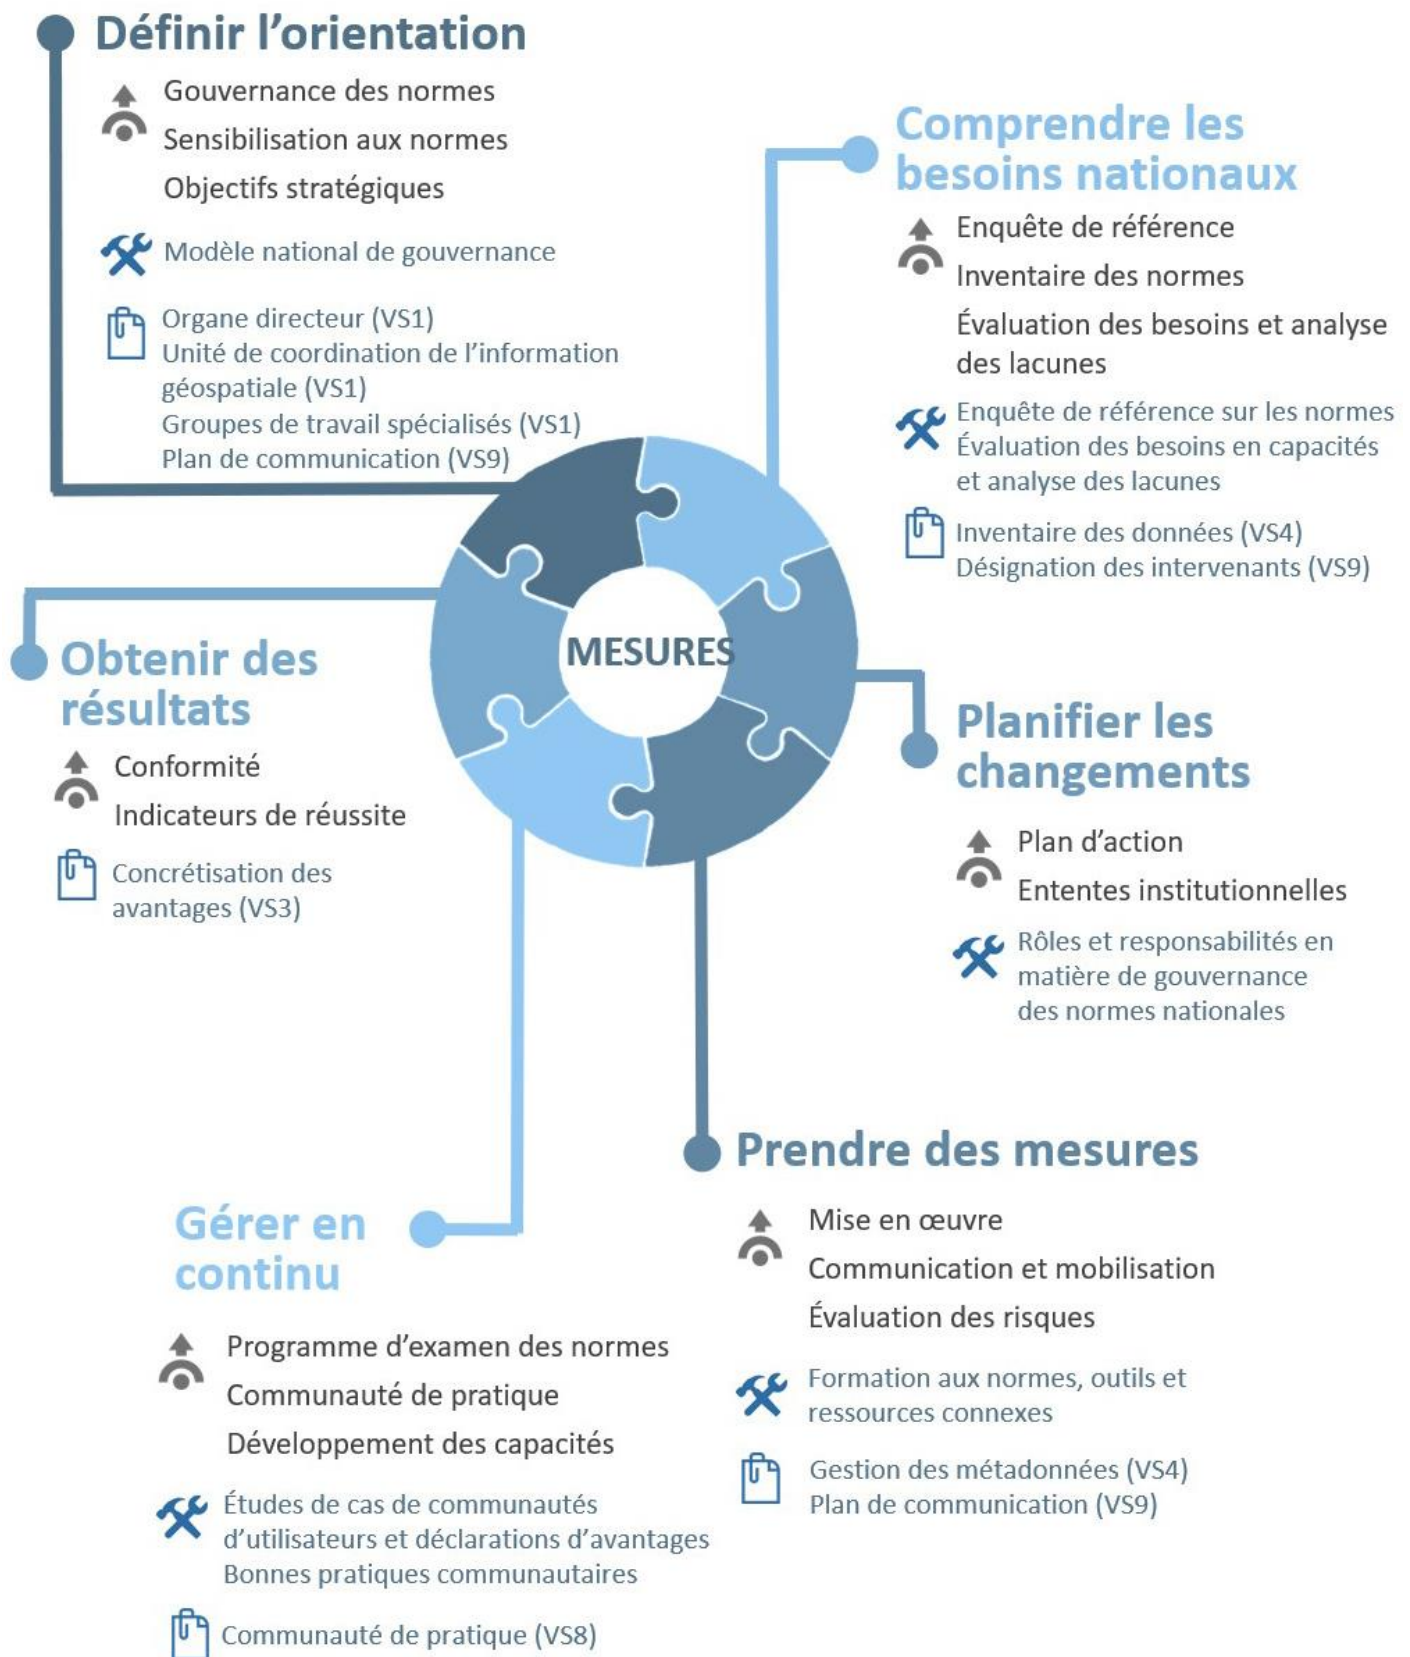 Définir l’orientation
Gouvernance des normes
Sensibilisation aux normes
Objectifs stratégiques
Modèle national de gouvernance
Organe directeur (VS1)
Unité de coordination de l’information
géospatiale (VS1)
Groupes de travail spécialisés (VS1)
Plan de communication (VS9)
Comprendre les
besoins nationaux
Enquête de référence
Inventaire des normes
Évaluation des besoins et analyse
des lacunes
Enquête de référence sur les normes
Évaluation des besoins en capacités
et analyse des lacunes
Inventaire des données (VS4)
Désignation des intervenants (VS9)
MESURES
Obtenir des
résultats
Conformité
Indicateurs de réussite
Concrétisation des
avantages (VS3)
Planifier les
changements
Plan d’action
Ententes institutionnelles
Rôles et responsabilités en
matière de gouvernance
des normes nationales
Prendre des mesures
Mise en œuvre
Communication et mobilisation
Évaluation des risques
Formation aux normes, outils et
ressources connexes
Gestion des métadonnées (VS4)
Plan de communication (VS9)
Gérer en
continu
Programme d’examen des normes
Communauté de pratique
Développement des capacités
Études de cas de communautés
d’utilisateurs et déclarations d’avantages
Bonnes pratiques communautaires
Communauté de pratique (VS8)